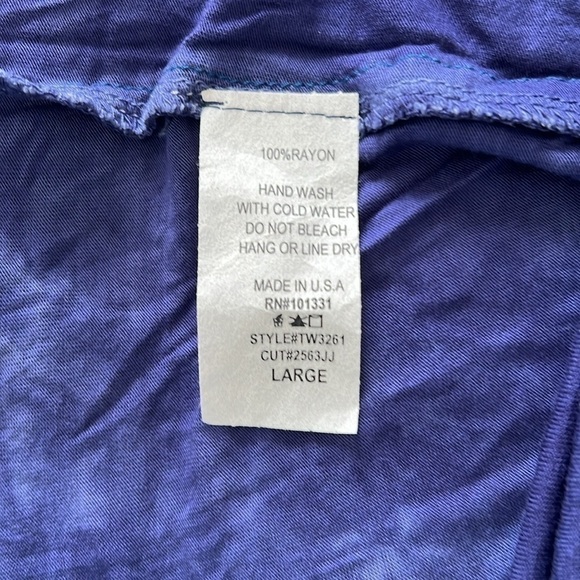 100%RAYON
HAND WASH
WITH COLD WATER
DO NOT BLEACH
HANG OR LINE DRY
MADE IN U.S.A
RN#101331
STYLE#TW3261
CUT#2563JJ
LARGE